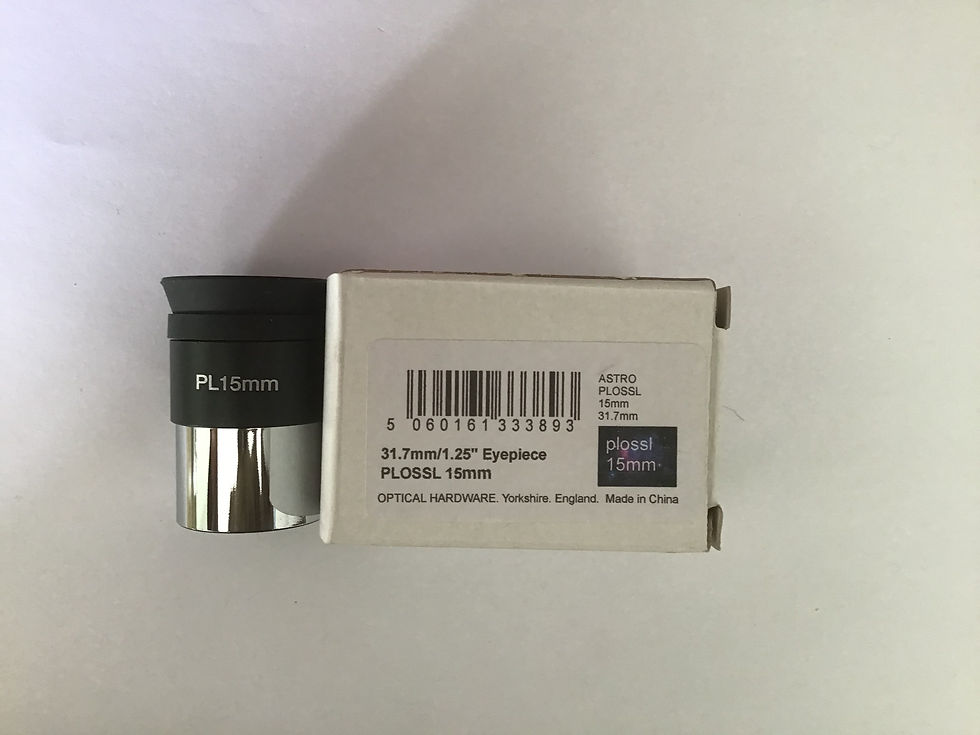 PL15mm
5 060161 333893
ASTRO
PLOSSL
15mm
31.7mm
31.7mm/1.25" Eyepiece
PLOSSL 15mm
plossl
15mm
OPTICAL HARDWARE. Yorkshire. England. Made in China